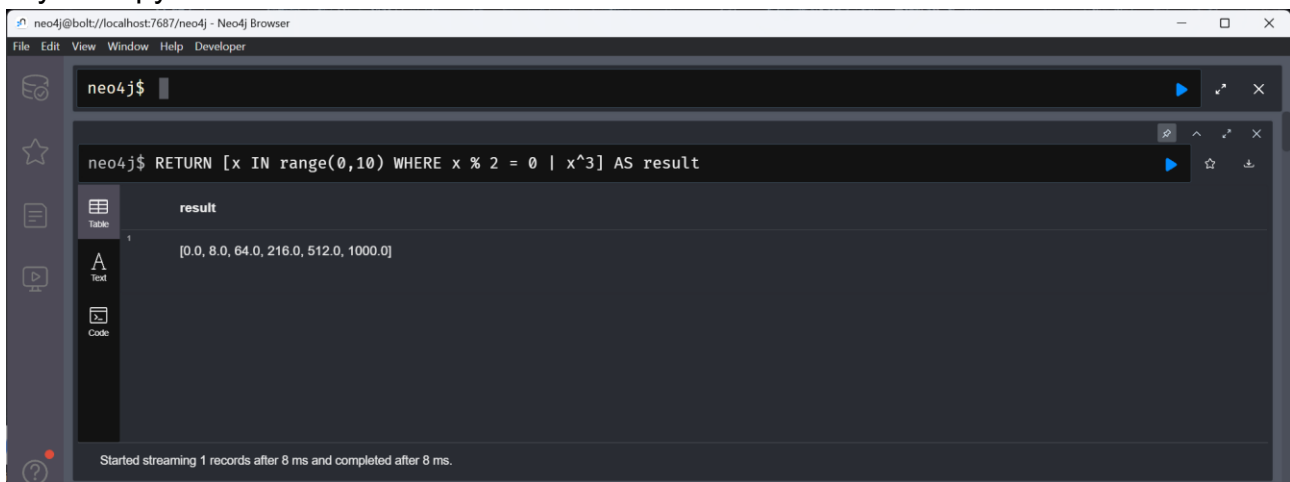 neo4j@bolt://localhost:7687/neo4j - Neo4j Browser
File Edit View Window Help Developer
neo4j$
neo4j$ RETURN [x IN range(0,10) WHERE x % 2 = 0 | x^3] AS result
Table
result
1
[0.0, 8.0, 64.0, 216.0, 512.0, 1000.0]
A
Text
Code
Started streaming 1 records after 8 ms and completed after 8 ms.